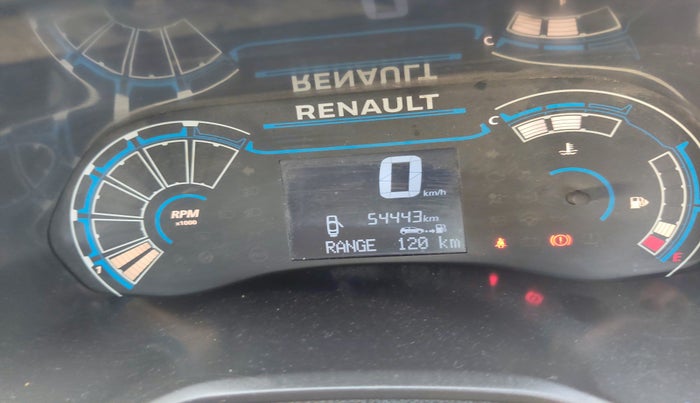 RENAULT
RENAULT
C
C
0
km/h
RPM
x1000
54443km
RANGE 120 km
E